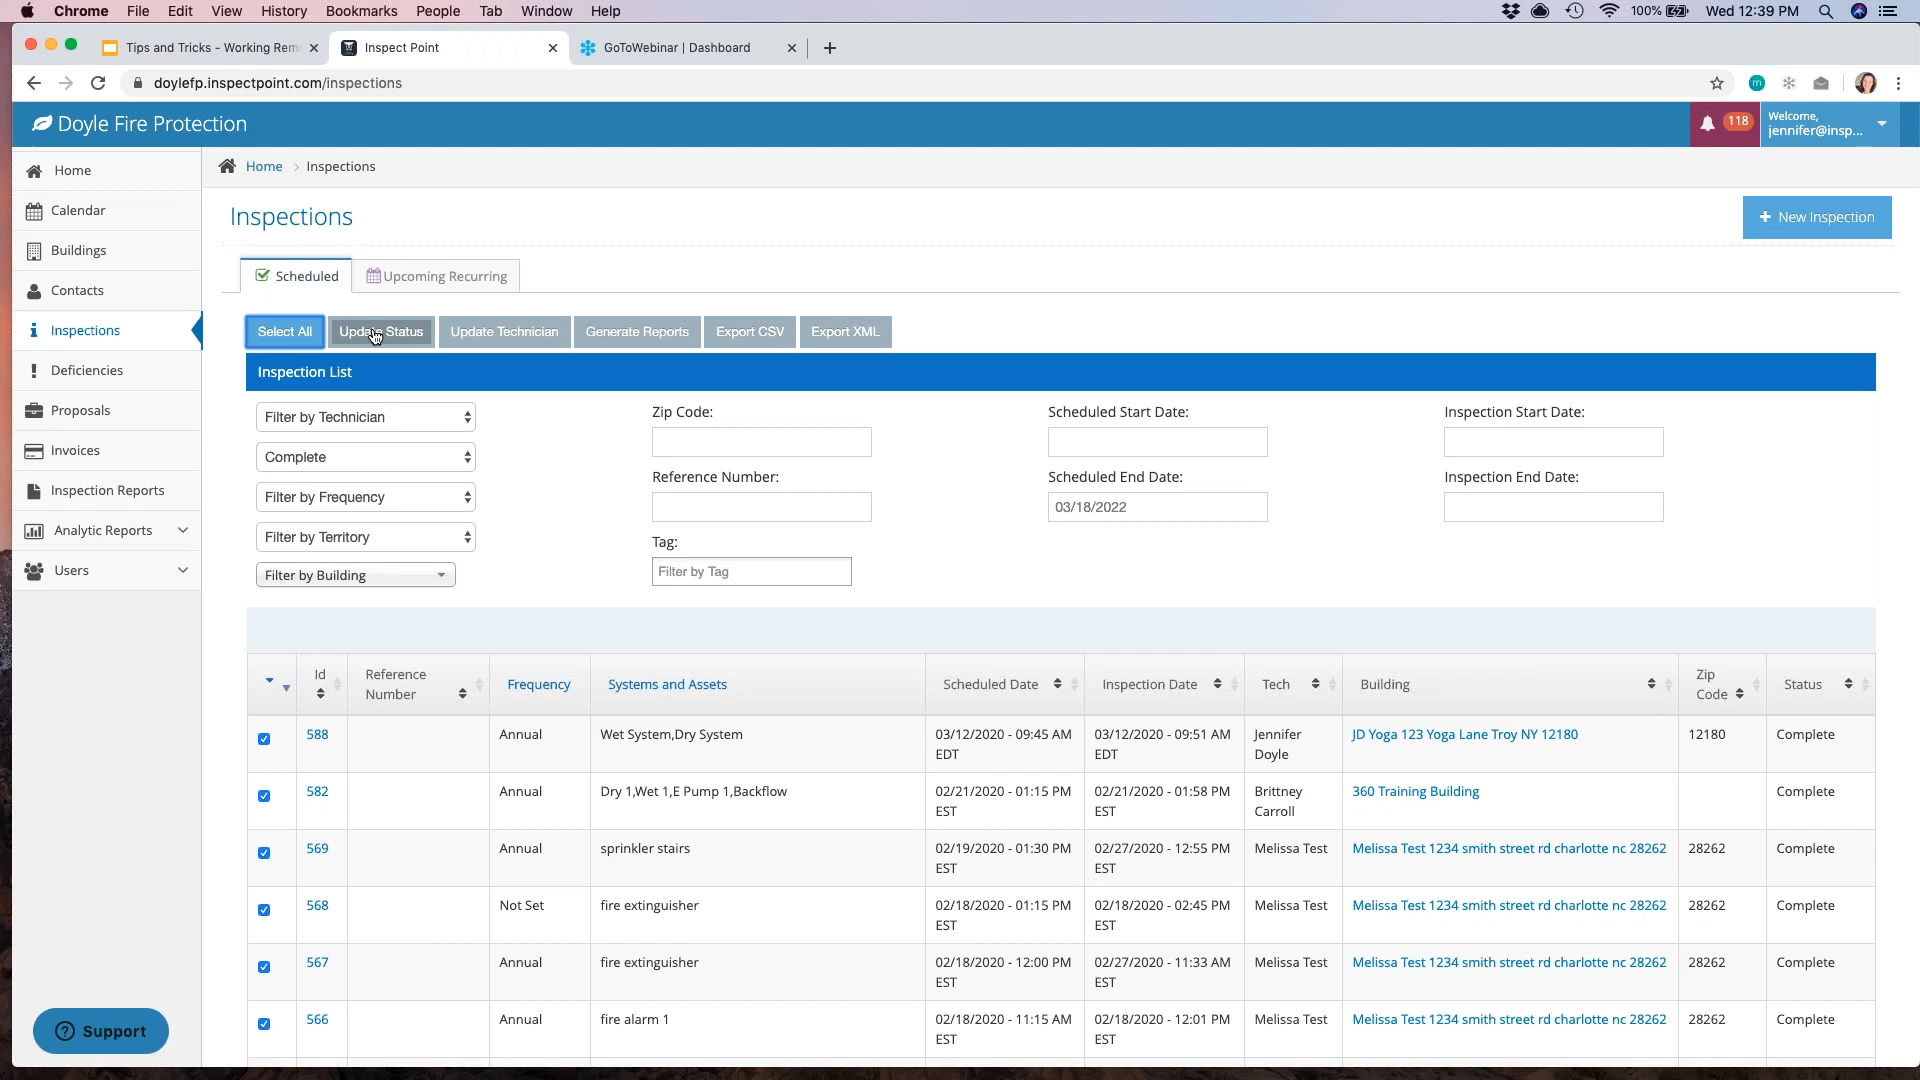 Chrome File Edit View History Bookmarks People Tab Window Help 100% Wed 12:39 PM
Tips and Tricks - Working Rem Inspect Point GoToWebinar | Dashboard
doylefp.inspectpoint.com/inspections
Doyle Fire Protection
118
Welcome,
jennifer@insp...
Home
Calendar
Buildings
Contacts
Inspections
Deficiencies
Proposals
Invoices
Inspection Reports
Analytic Reports
Users
Support
Home > Inspections
Inspections
+ New Inspection
Scheduled Upcoming Recurring
Select All Update Status Update Technician Generate Reports Export CSV Export XML
Inspection List
Filter by Technician
Complete
Filter by Frequency
Filter by Territory
Filter by Building
Zip Code:
Reference Number:
Tag:
Filter by Tag
Scheduled Start Date:
Scheduled End Date:
03/18/2022
Inspection Start Date:
Inspection End Date:
Id Reference Number Frequency Systems and Assets Scheduled Date Inspection Date Tech Building Zip Code Status
588 Annual Wet System,Dry System 03/12/2020 - 09:45 AM EDT 03/12/2020 - 09:51 AM EDT Jennifer Doyle JD Yoga 123 Yoga Lane Troy NY 12180 12180 Complete
582 Annual Dry 1,Wet 1,E Pump 1,Backflow 02/21/2020 - 01:15 PM EST 02/21/2020 - 01:58 PM EST Brittney Carroll 360 Training Building Complete
569 Annual sprinkler stairs 02/19/2020 - 01:30 PM EST 02/27/2020 - 12:55 PM EST Melissa Test Melissa Test 1234 smith street rd charlotte nc 28262 28262 Complete
568 Not Set fire extinguisher 02/18/2020 - 01:15 PM EST 02/18/2020 - 02:45 PM EST Melissa Test Melissa Test 1234 smith street rd charlotte nc 28262 28262 Complete
567 Annual fire extinguisher 02/18/2020 - 12:00 PM EST 02/27/2020 - 11:33 AM EST Melissa Test Melissa Test 1234 smith street rd charlotte nc 28262 28262 Complete
566 Annual fire alarm 1 02/18/2020 - 11:15 AM EST 02/18/2020 - 12:01 PM EST Melissa Test Melissa Test 1234 smith street rd charlotte nc 28262 28262 Complete